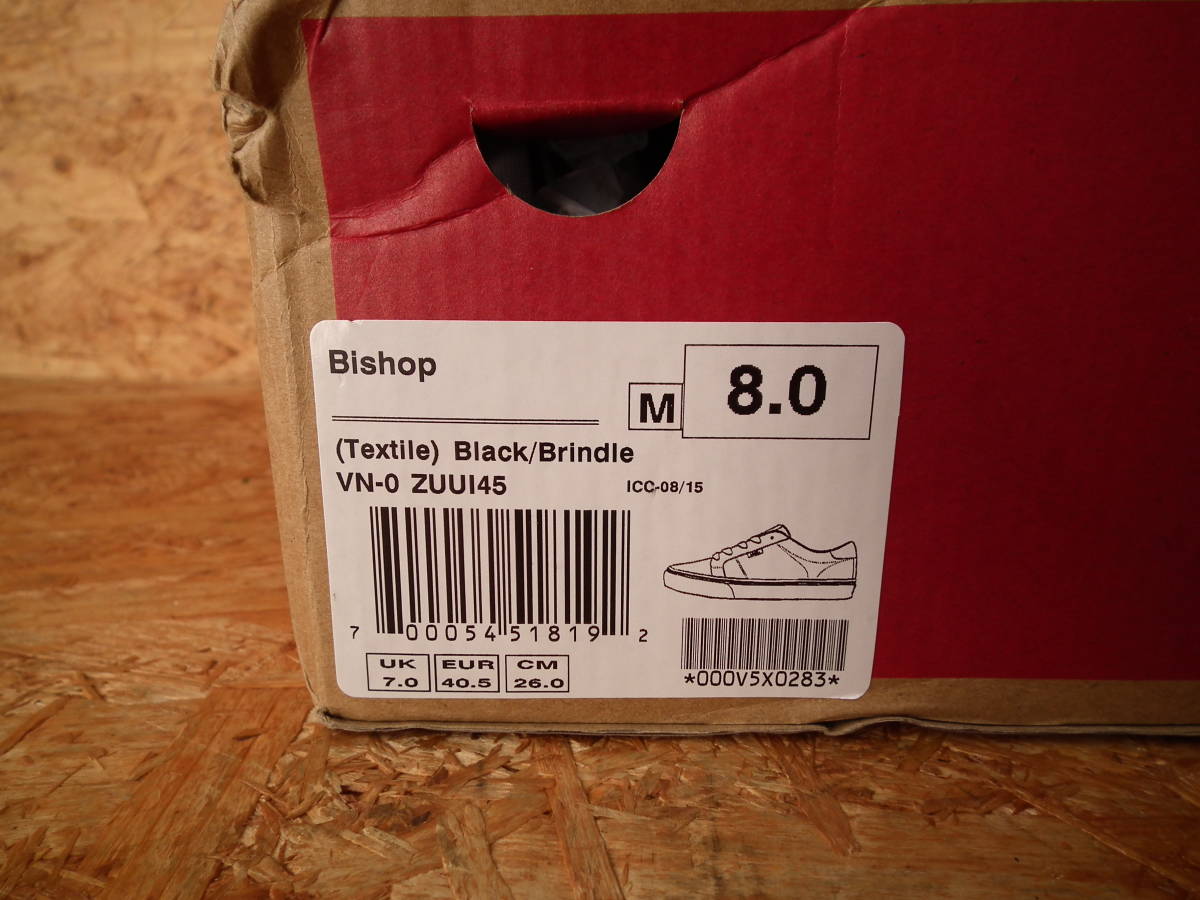 Bishop
M 8.0
(Textile) Black/Brindle
VN-0 ZUUI45
ICC-08/15
7 00054 51819 2
UK EUR CM
7.0 40.5 26.0
*000V5X0283*